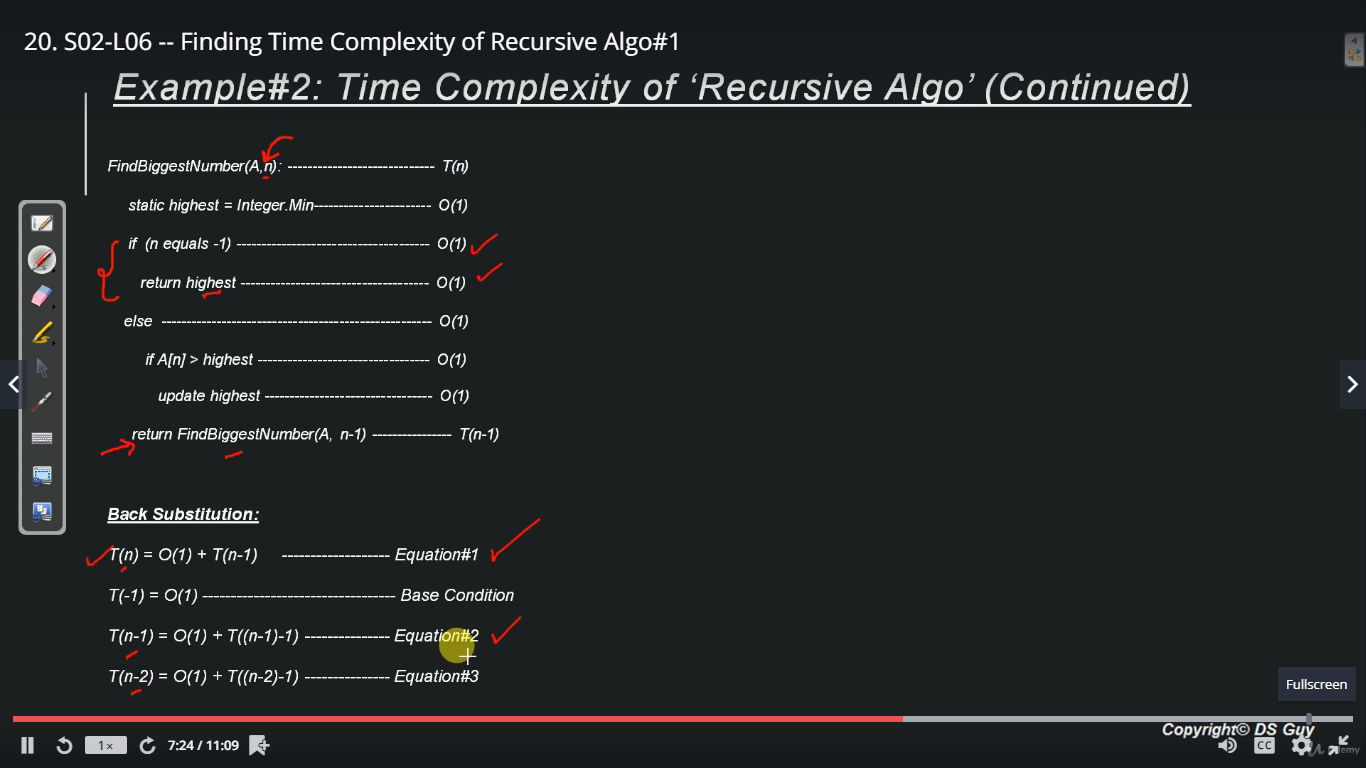 20. S02-L06 -- Finding Time Complexity of Recursive Algo#1
Example#2: Time Complexity of ‘Recursive Algo’ (Continued)
FindBiggestNumber(A,n): ----------------------------- T(n)
static highest = Integer.Min----------------------- O(1)
if (n equals -1) --------------------------------------- O(1)
return highest -------------------------------------- O(1)
else ------------------------------------------------------ O(1)
if A[n] > highest ---------------------------------- O(1)
update highest ---------------------------------- O(1)
return FindBiggestNumber(A, n-1) ---------------- T(n-1)
Back Substitution:
T(n) = O(1) + T(n-1) -------------------- Equation#1
T(-1) = O(1) ----------------------------------- Base Condition
T(n-1) = O(1) + T((n-1)-1) ---------------- Equation#2
T(n-2) = O(1) + T((n-2)-1) ---------------- Equation#3
Fullscreen
Copyright© DS Guy
1×
7:24 / 11:09
CC